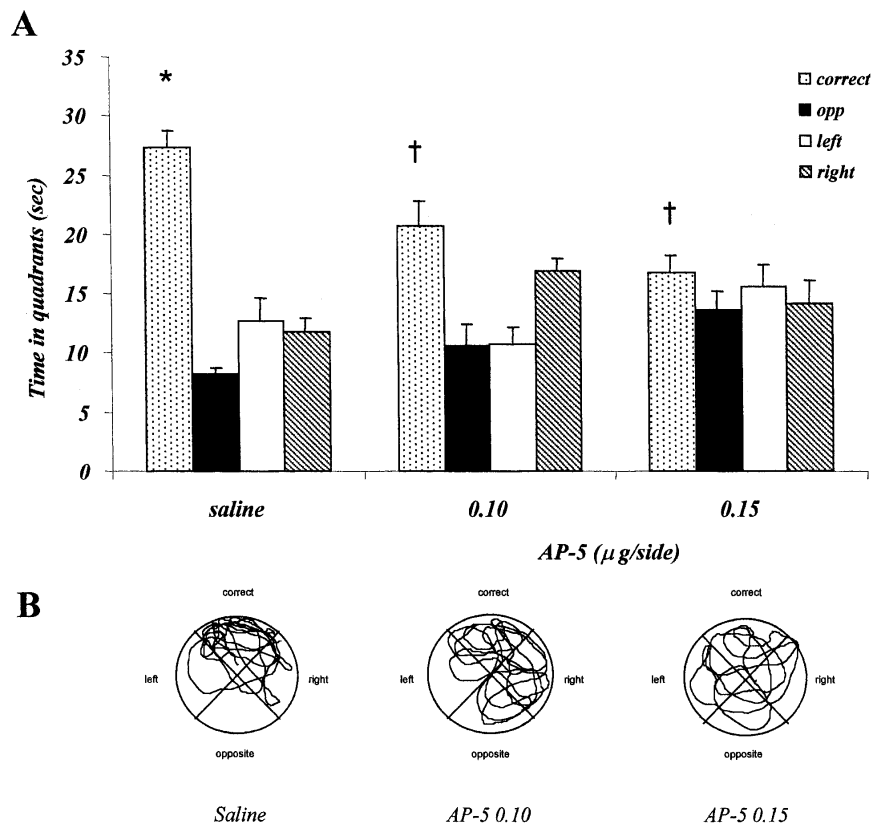 A
35
30
25
20
15
10
5
0
Time in quadrants (sec)
*
†
†
correct
opp
left
right
saline 0.10 0.15
AP-5 (μg/side)
B
correct correct correct
left right left right left right
opposite opposite opposite
Saline AP-5 0.10 AP-5 0.15